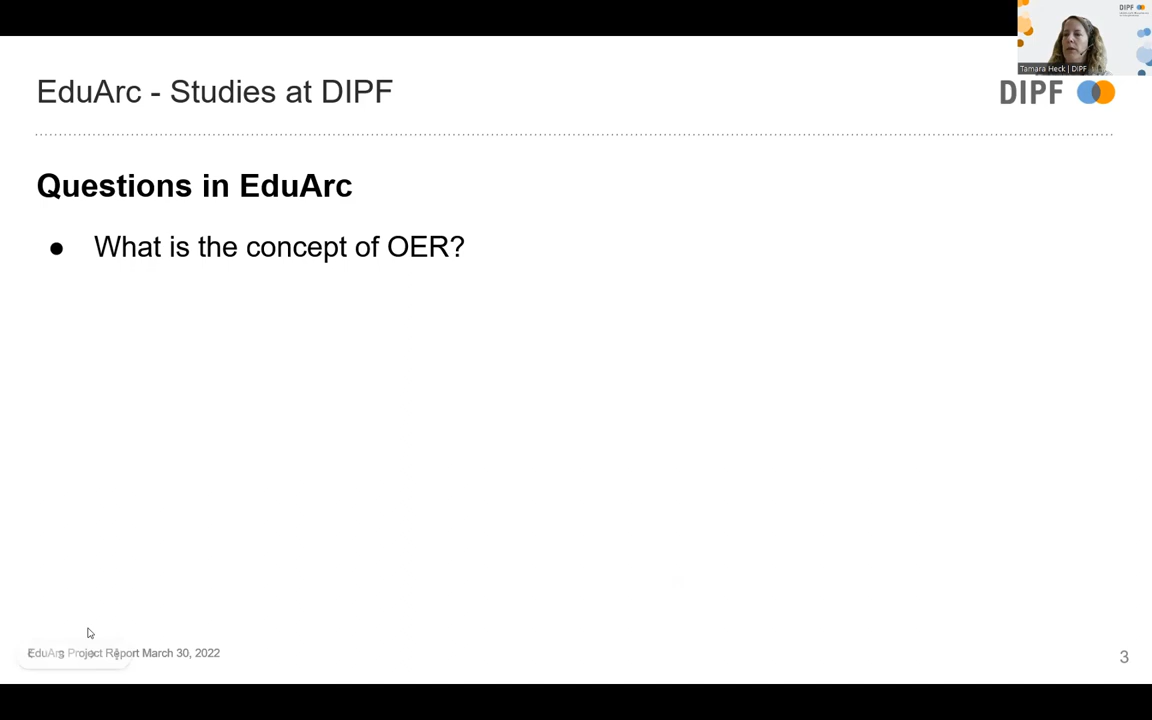 DIPF
Tamara Heck | DIPF
EduArc - Studies at DIPF
DIPF
Questions in EduArc
● What is the concept of OER?
EduArc Project Report March 30, 2022
3